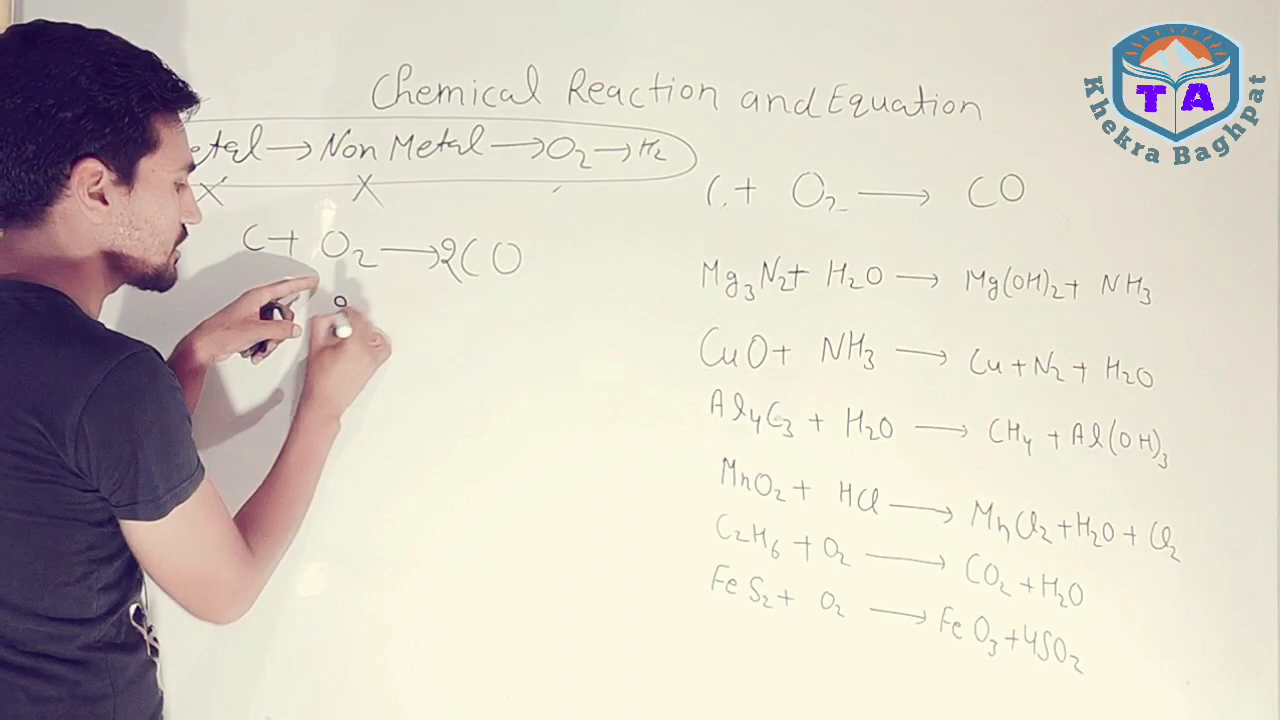 Chemical Reaction and Equation
etal → Non Metal → O2 → H2
X X
C + O2 → 2CO
C + O2 → CO
Mg3N2 + H2O → Mg(OH)2 + NH3
CuO + NH3 → Cu + N2 + H2O
Al4C3 + H2O → CH4 + Al(OH)3
MnO2 + HCl → MnCl2 + H2O + Cl2
C2H6 + O2 → CO2 + H2O
FeS2 + O2 → FeO3 + 4SO2
TA
Khekra Baghpat